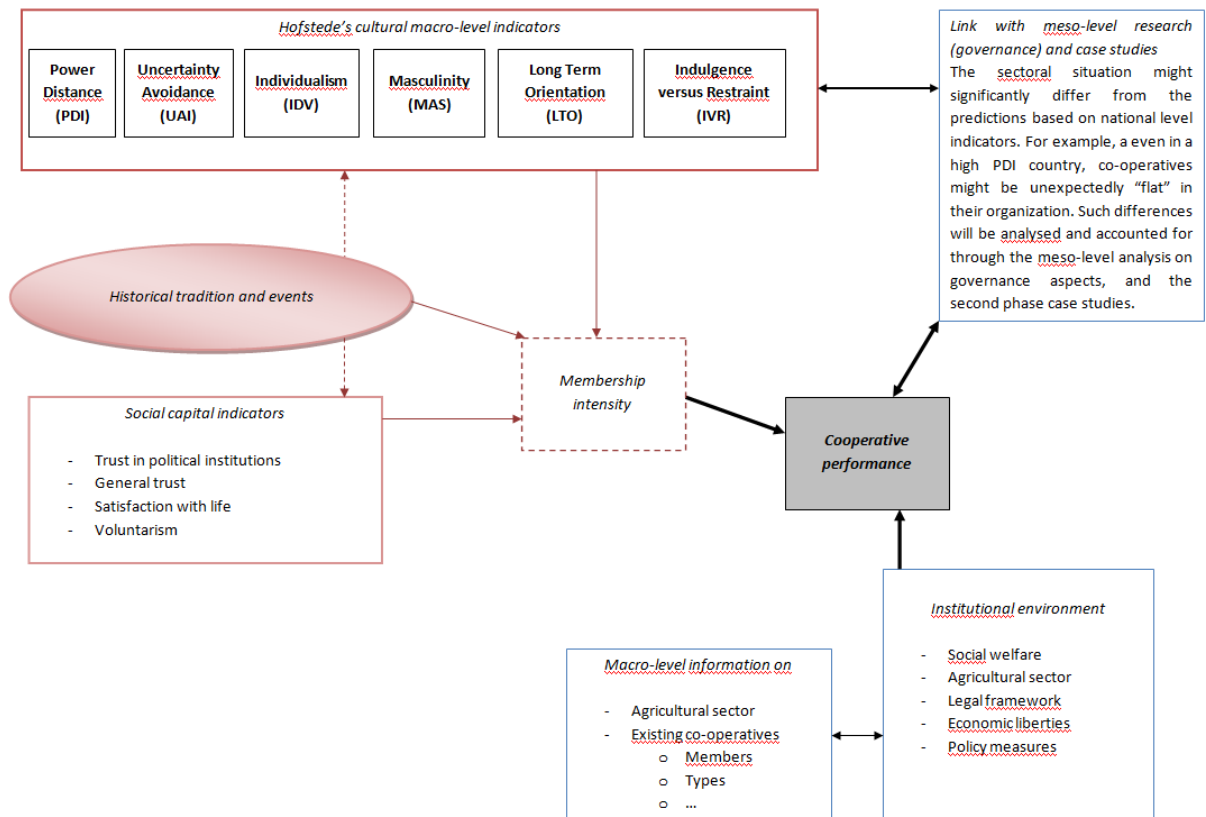 Hofstede's cultural macro-level indicators
Power
Distance
(PDI)
Uncertainty
Avoidance
(UAI)
Individualism
(IDV)
Masculinity
(MAS)
Long Term
Orientation
(LTO)
Indulgence
versus Restraint
(IVR)
Link with meso-level research
(governance) and case studies
The sectoral situation might
significantly differ from the
predictions based on national level
indicators. For example, a even in a
high PDI country, co-operatives
might be unexpectedly "flat" in
their organization. Such differences
will be analysed and accounted for
through the meso-level analysis on
governance aspects, and the
second phase case studies.
Historical tradition and events
Membership
intensity
Social capital indicators
- Trust in political institutions
- General trust
- Satisfaction with life
- Voluntarism
Cooperative
performance
Institutional environment
- Social welfare
- Agricultural sector
- Legal framework
- Economic liberties
- Policy measures
Macro-level information on
- Agricultural sector
- Existing co-operatives
o Members
o Types
o ...